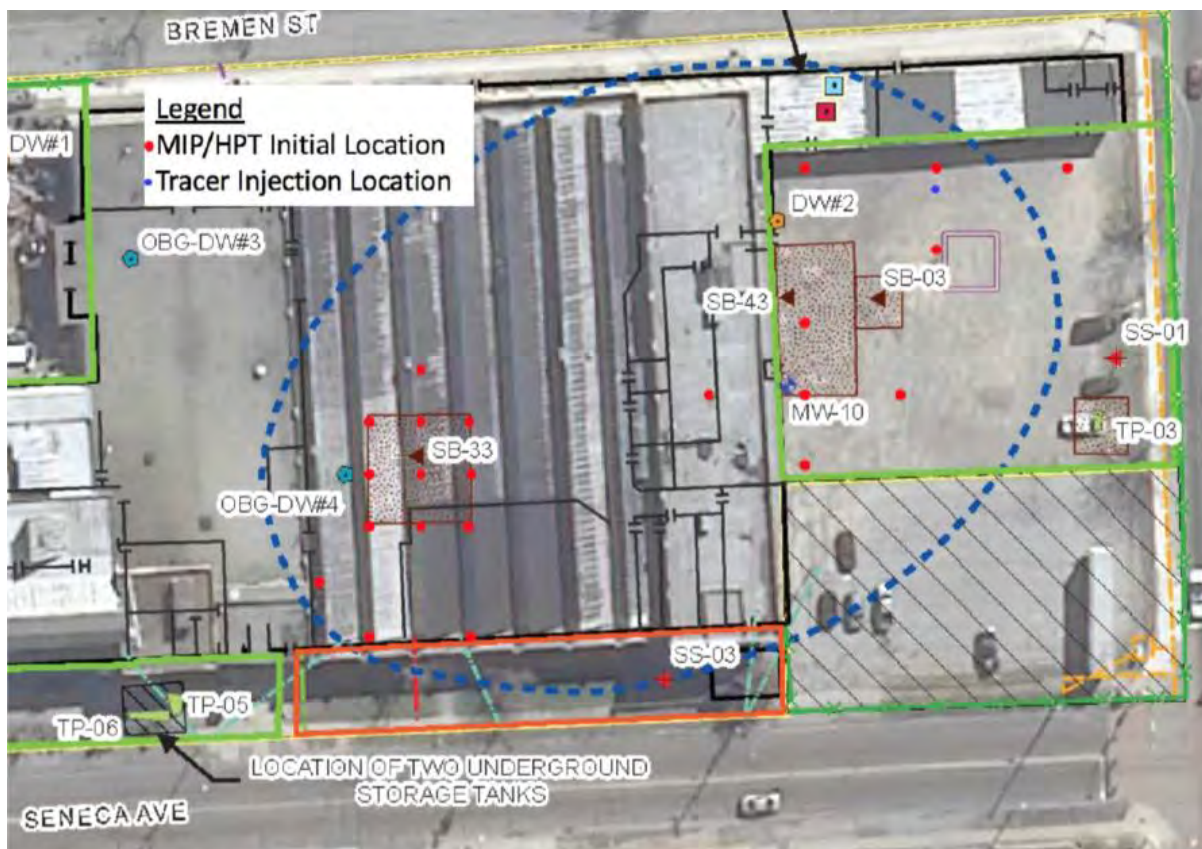 BREMEN ST
Legend
MIP/HPT Initial Location
Tracer Injection Location
DW#1
DW#2
OBG-DW#3
SB-43
SB-03
SS-01
MW-10
TP-03
SB-33
OBG-DW#4
SS-03
TP-05
TP-06
LOCATION OF TWO UNDERGROUND
STORAGE TANKS
SENECA AVE